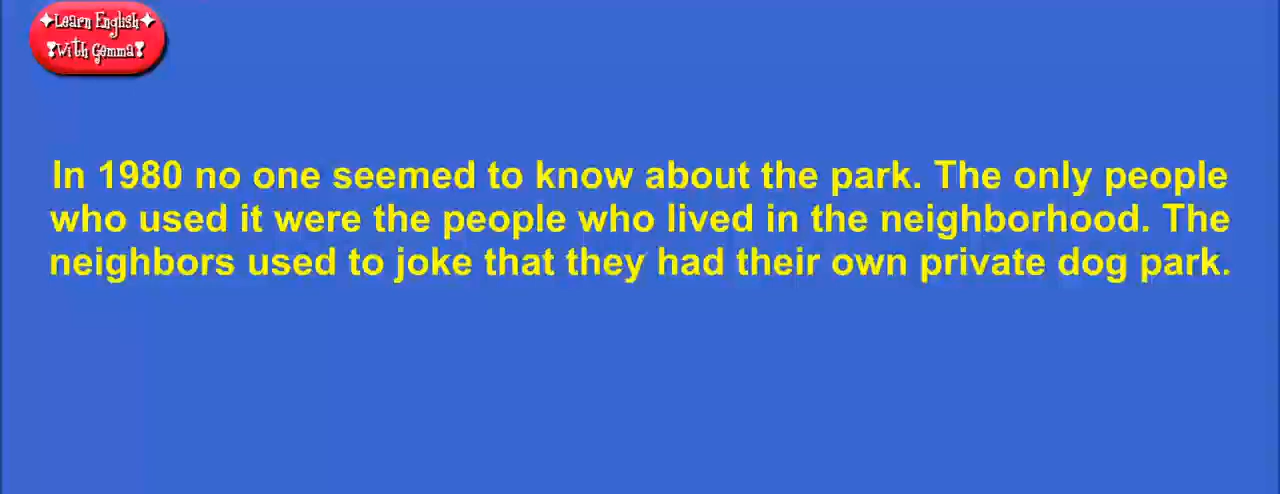 Learn English
With Gemma
In 1980 no one seemed to know about the park. The only people
who used it were the people who lived in the neighborhood. The
neighbors used to joke that they had their own private dog park.